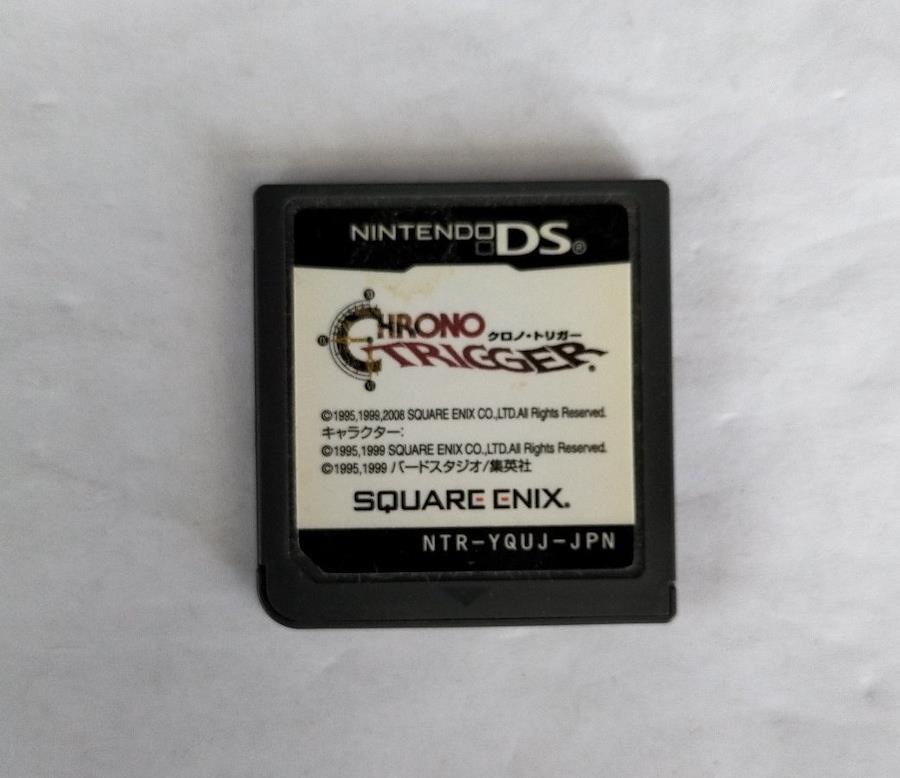 NINTENDO DS®
CHRONO
クロノ・トリガー
TRIGGER.
©1995,1999,2008 SQUARE ENIX CO.,LTD.All Rights Reserved.
キャラクター:
©1995,1999 SQUARE ENIX CO.,LTD.All Rights Reserved.
©1995,1999 バードスタジオ/集英社
SQUARE ENIX.
NTR-YQUJ-JPN